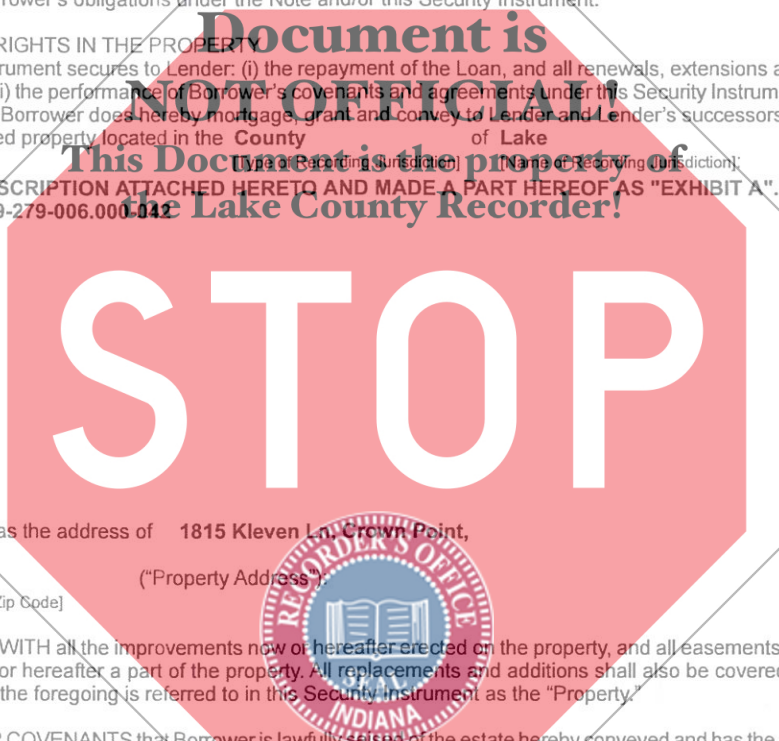 rower's obligations under the Note and/or this Security Instrument.
Document is
RIGHTS IN THE PROPERTY
rument secures to Lender: (i) the repayment of the Loan, and all renewals, extensions a
i) the performance of Borrower's covenants and agreements under this Security Instrum
NOT OFFICIAL!
Borrower does hereby mortgage, grant and convey to Lender and Lender's successors
ed property located in the County of Lake
This Document is the property of
[Type of Recording Jurisdiction] [Name of Recording Jurisdiction]:
SCRIPTION ATTACHED HERETO AND MADE A PART HEREOF AS "EXHIBIT A".
9-279-006.000-042
the Lake County Recorder!
STOP
as the address of 1815 Kleven Ln, Crown Point,
("Property Address"):
Zip Code]
RECORDER'S OFFICE
WITH all the improvements now or hereafter erected on the property, and all easements
or hereafter a part of the property. All replacements and additions shall also be covered
SEAL
the foregoing is referred to in this Security Instrument as the "Property."
INDIANA
COVENANTS that Borrower is lawfully seised of the estate hereby conveyed and has the